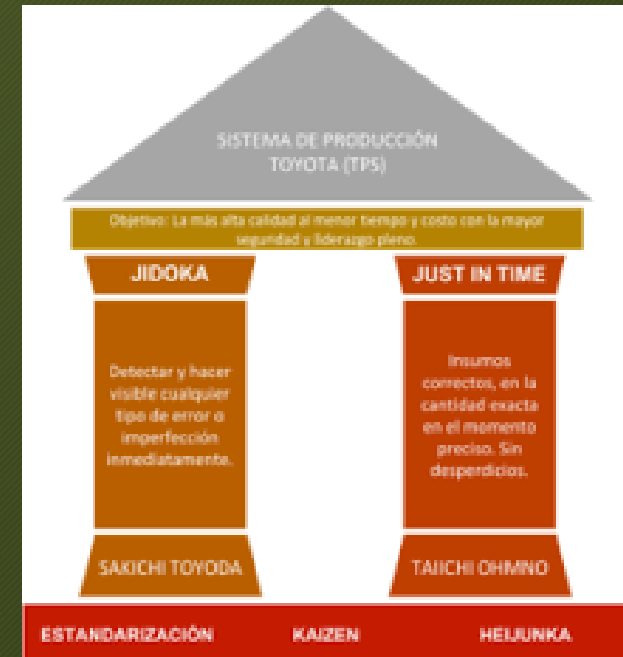 SISTEMA DE PRODUCCIÓN
TOYOTA (TPS)
Objetivo: La más alta calidad al menor tiempo y costo con la mayor
seguridad y liderazgo pleno.
JIDOKA
Detectar y hacer
visible cualquier
tipo de error o
imperfección
inmediatamente.
SAKICHI TOYODA
JUST IN TIME
Insumos
correctos, en la
cantidad exacta
en el momento
preciso. Sin
desperdicios.
TAIICHI OHMNO
ESTANDARIZACIÓN KAIZEN HEIJUNKA